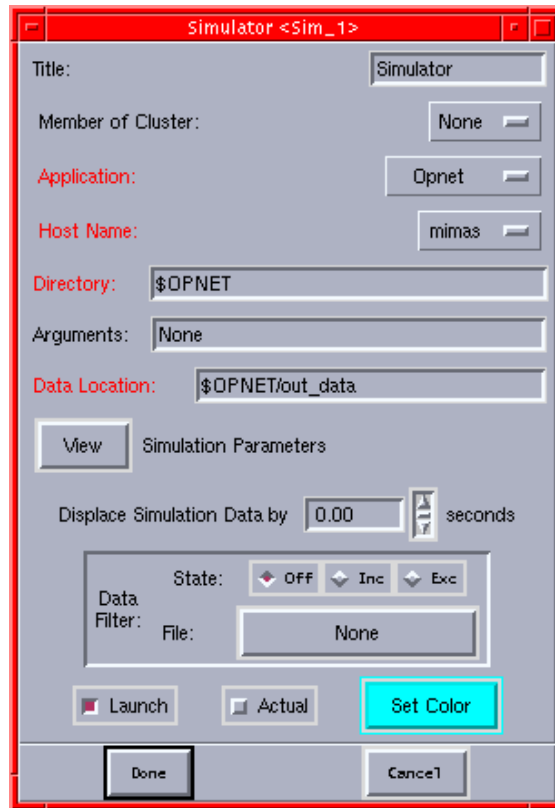 Simulator <Sim_1>
Title: Simulator
Member of Cluster: None
Application: Opnet
Host Name: mimas
Directory: $OPNET
Arguments: None
Data Location: $OPNET/out_data
View Simulation Parameters
Displace Simulation Data by 0.00 seconds
State: Off Inc Exc
Data
Filter:
File: None
Launch Actual Set Color
Done Cancel